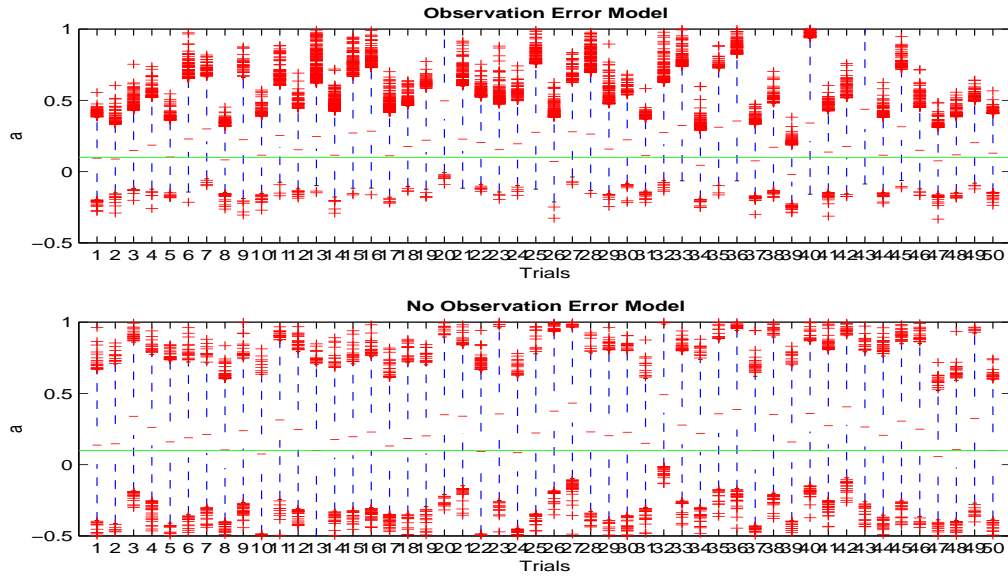 Observation Error Model
1
0.5
0
−0.5
a
1 2 3 4 5 6 7 8 9 10 11 12 13 14 15 16 17 18 19 20 21 22 23 24 25 26 27 28 29 30 31 32 33 34 35 36 37 38 39 40 41 42 43 44 45 46 47 48 49 50
Trials
No Observation Error Model
1
0.5
0
−0.5
a
1 2 3 4 5 6 7 8 9 10 11 12 13 14 15 16 17 18 19 20 21 22 23 24 25 26 27 28 29 30 31 32 33 34 35 36 37 38 39 40 41 42 43 44 45 46 47 48 49 50
Trials